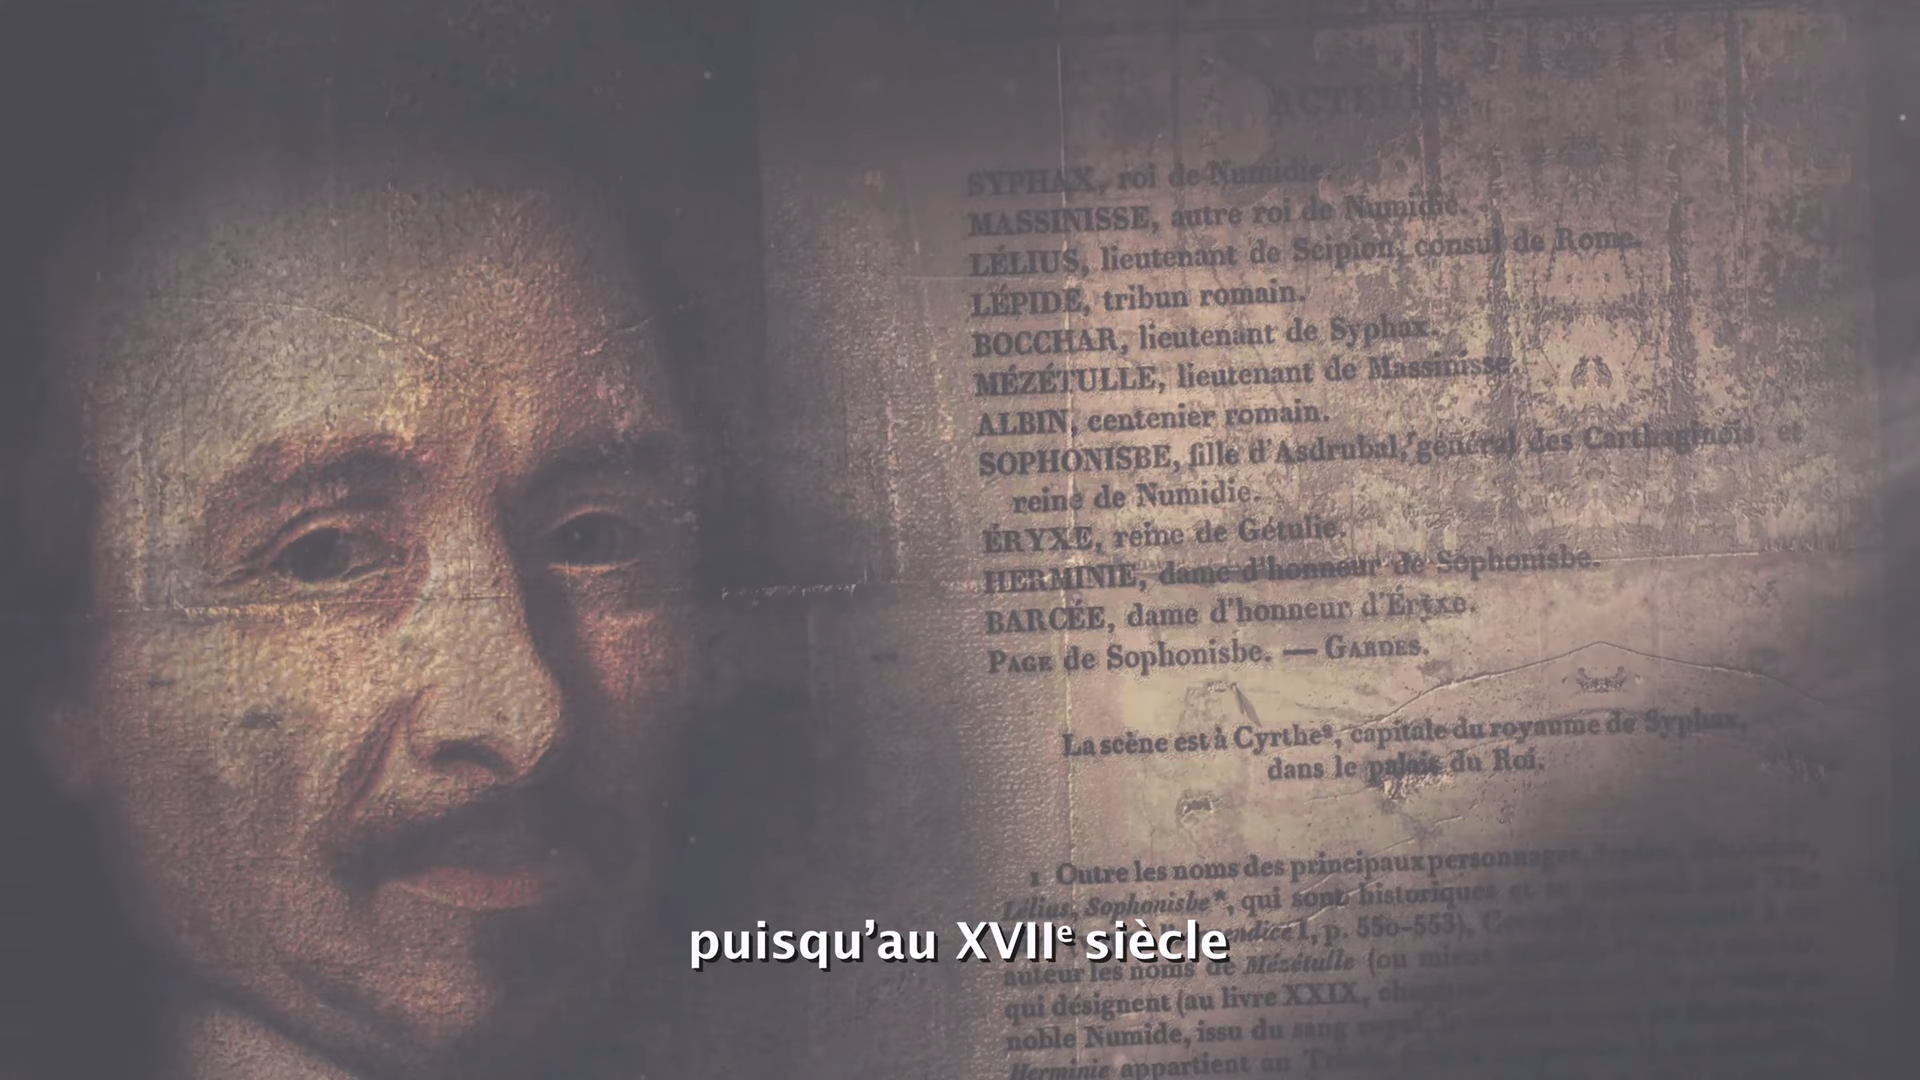 ACTEURS
SYPHAX, roi de Numidie.
MASSINISSE, autre roi de Numidie.
LÉLIUS, lieutenant de Scipion, consul de Rome.
LÉPIDE, tribun romain.
BOCCHAR, lieutenant de Syphax.
MÉZÉTULLE, lieutenant de Massinisse.
ALBIN, centenier romain.
SOPHONISBE, fille d'Asdrubal, général des Carthaginois, et
reine de Numidie.
ÉRYXE, reine de Gétulie.
HERMINIE, dame d'honneur de Sophonisbe.
BARCÉE, dame d'honneur d'Éryxe.
PAGE de Sophonisbe. — GARDES.
La scène est à Cyrthe², capitale du royaume de Syphax,
dans le palais du Roi.
1 Outre les noms des principaux personnages
Lélius, Sophonisbe*, qui sont historiques et
I, p. 550-553),
puisqu'au XVIIe siècle
auteur les noms de Mézétulle (ou mieux
qui désignent (au livre XXIX,
noble Numide, issu du sang royal,
Herminie appartient au